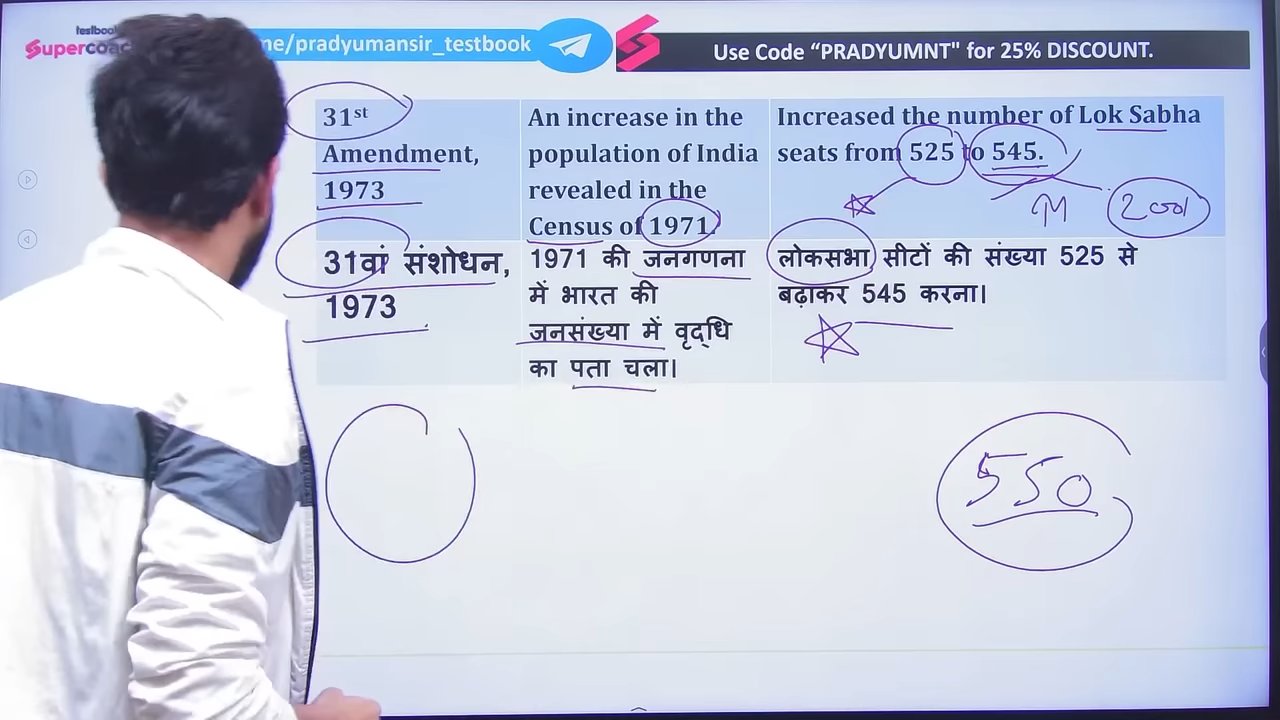 testbook
Supercoac
me/pradyumansir_testbook
Use Code “PRADYUMNT" for 25% DISCOUNT.
31st
Amendment,
1973
An increase in the
population of India
revealed in the
Census of 1971.
Increased the number of Lok Sabha
seats from 525 to 545.
M
2001
31वां संशोधन,
1973
1971 की जनगणना
में भारत की
जनसंख्या में वृद्धि
का पता चला।
लोकसभा सीटों की संख्या 525 से
बढ़ाकर 545 करना।
550